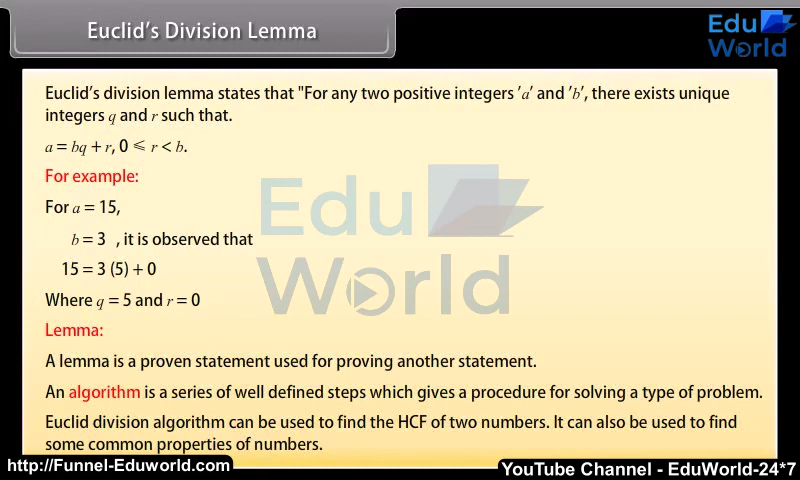 Euclid's Division Lemma
Edu
World
Euclid's division lemma states that "For any two positive integers 'a' and 'b', there exists unique
integers q and r such that.
a = bq + r, 0 ⩽ r < b.
For example:
For a = 15,
b = 3 , it is observed that
15 = 3 (5) + 0
Where q = 5 and r = 0
Lemma:
A lemma is a proven statement used for proving another statement.
An algorithm is a series of well defined steps which gives a procedure for solving a type of problem.
Euclid division algorithm can be used to find the HCF of two numbers. It can also be used to find
some common properties of numbers.
Edu
World
http://Funnel-Eduworld.com
YouTube Channel - EduWorld-24*7